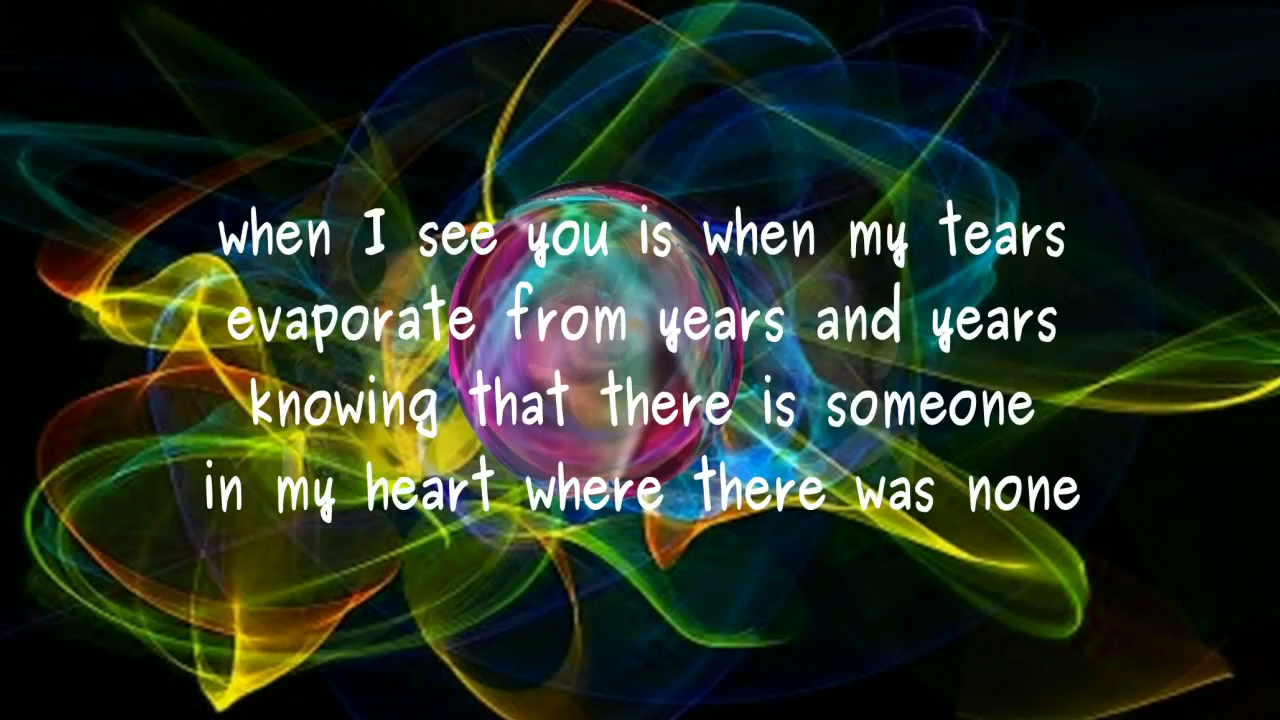 when I see you is when my tears
evaporate from years and years
knowing that there is someone
in my heart where there was none